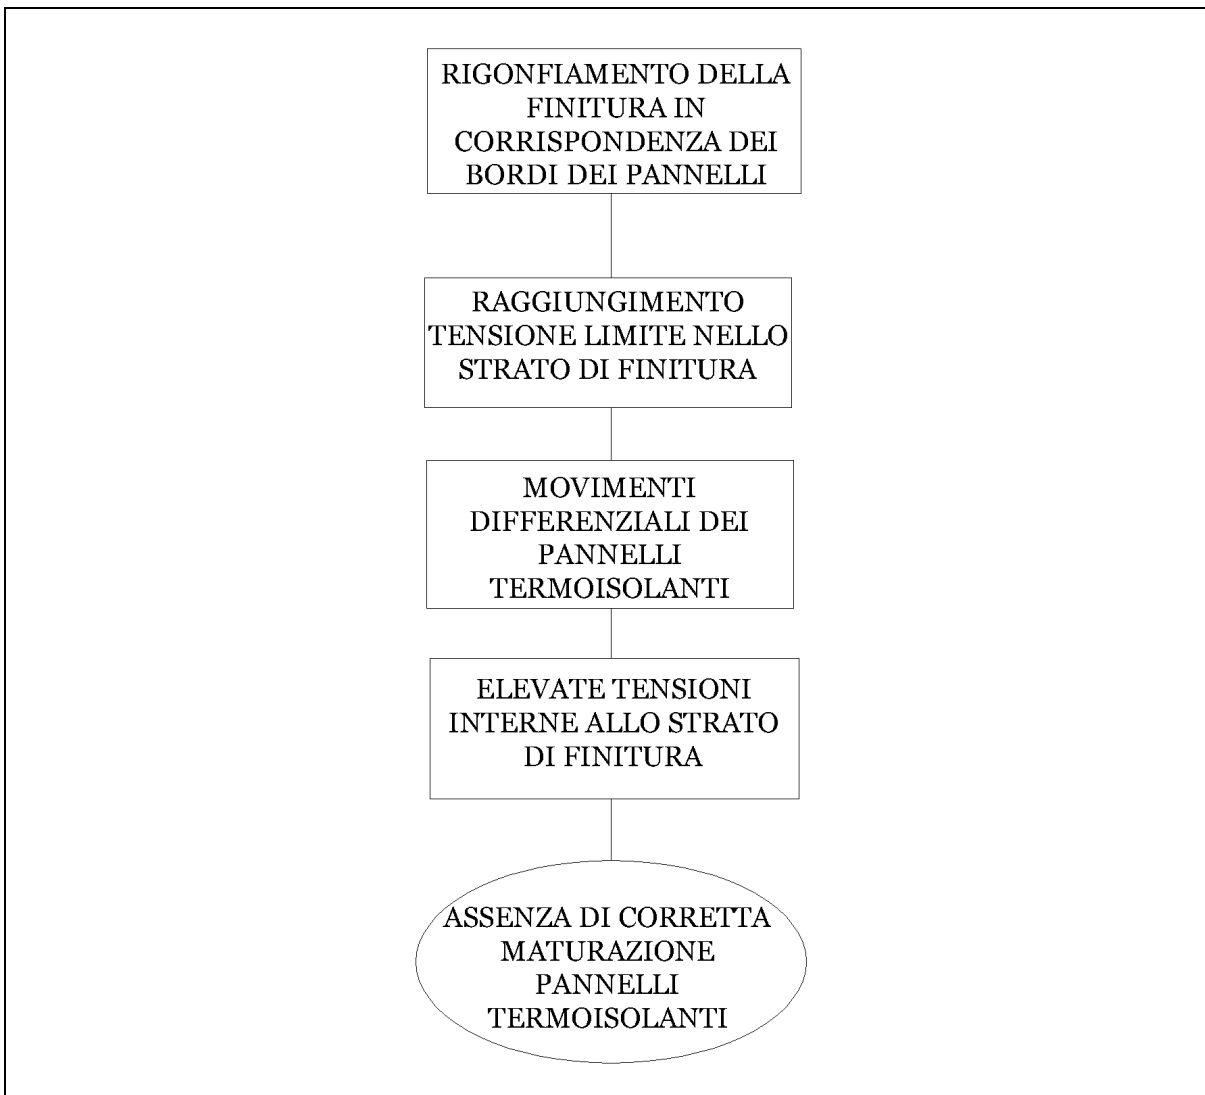 RIGONFIAMENTO DELLA
FINITURA IN
CORRISPONDENZA DEI
BORDI DEI PANNELLI
RAGGIUNGIMENTO
TENSIONE LIMITE NELLO
STRATO DI FINITURA
MOVIMENTI
DIFFERENZIALI DEI
PANNELLI
TERMOISOLANTI
ELEVATE TENSIONI
INTERNE ALLO STRATO
DI FINITURA
ASSENZA DI CORRETTA
MATURAZIONE
PANNELLI
TERMOISOLANTI